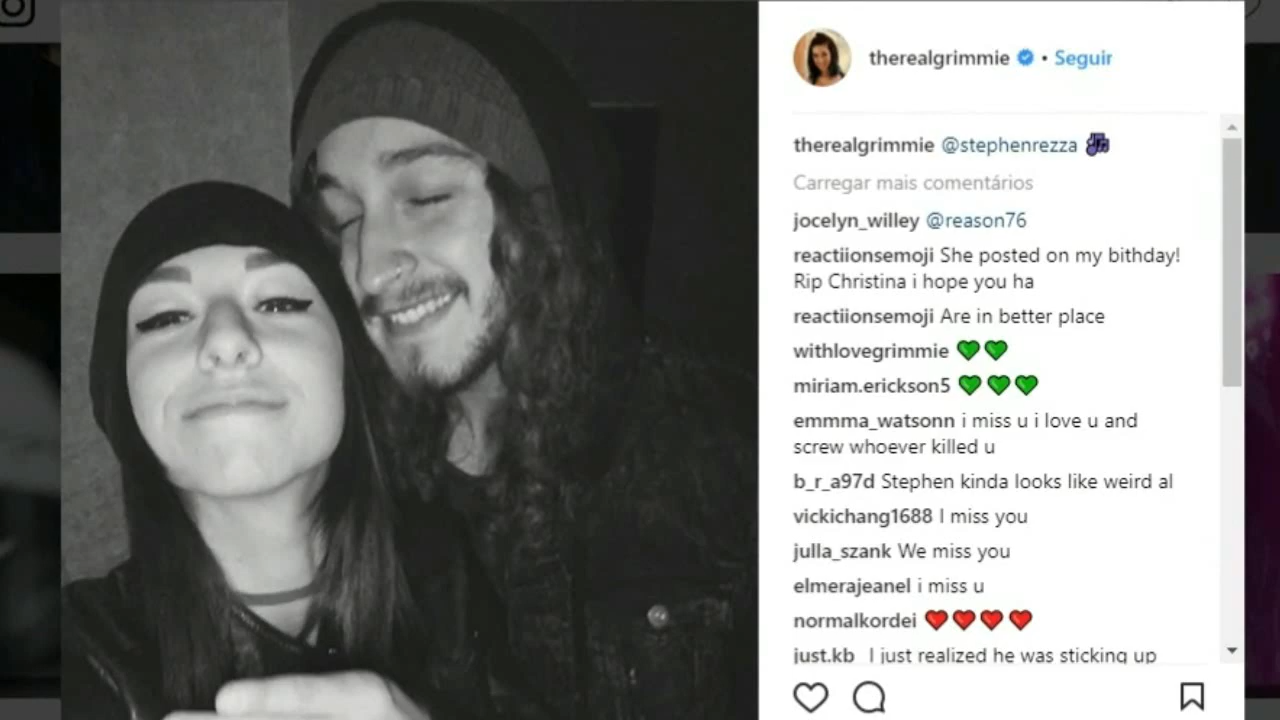 therealgrimmie • Seguir
therealgrimmie @stephenrezza
Carregar mais comentários
jocelyn_willey @reason76
reactiionsemoji She posted on my bithday!
Rip Christina i hope you ha
reactiionsemoji Are in better place
withlovegrimmie 💚💚
miriam.erickson5 💚💚💚
emmma_watsonn i miss u i love u and
screw whoever killed u
b_r_a97d Stephen kinda looks like weird al
vickichang1688 I miss you
julla_szank We miss you
elmerajeanel i miss u
normalkordei ❤️❤️❤️❤️
just.kb I just realized he was sticking up